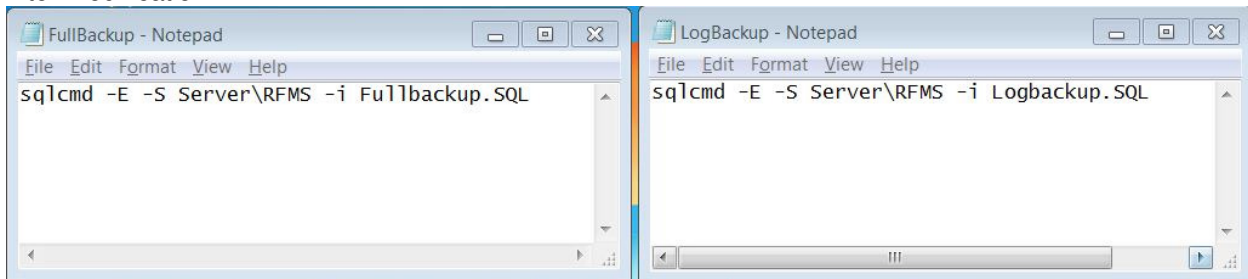 FullBackup - Notepad
File Edit Format View Help
sqlcmd -E -S Server\RFMS -i Fullbackup.SQL
LogBackup - Notepad
File Edit Format View Help
sqlcmd -E -S Server\RFMS -i Logbackup.SQL